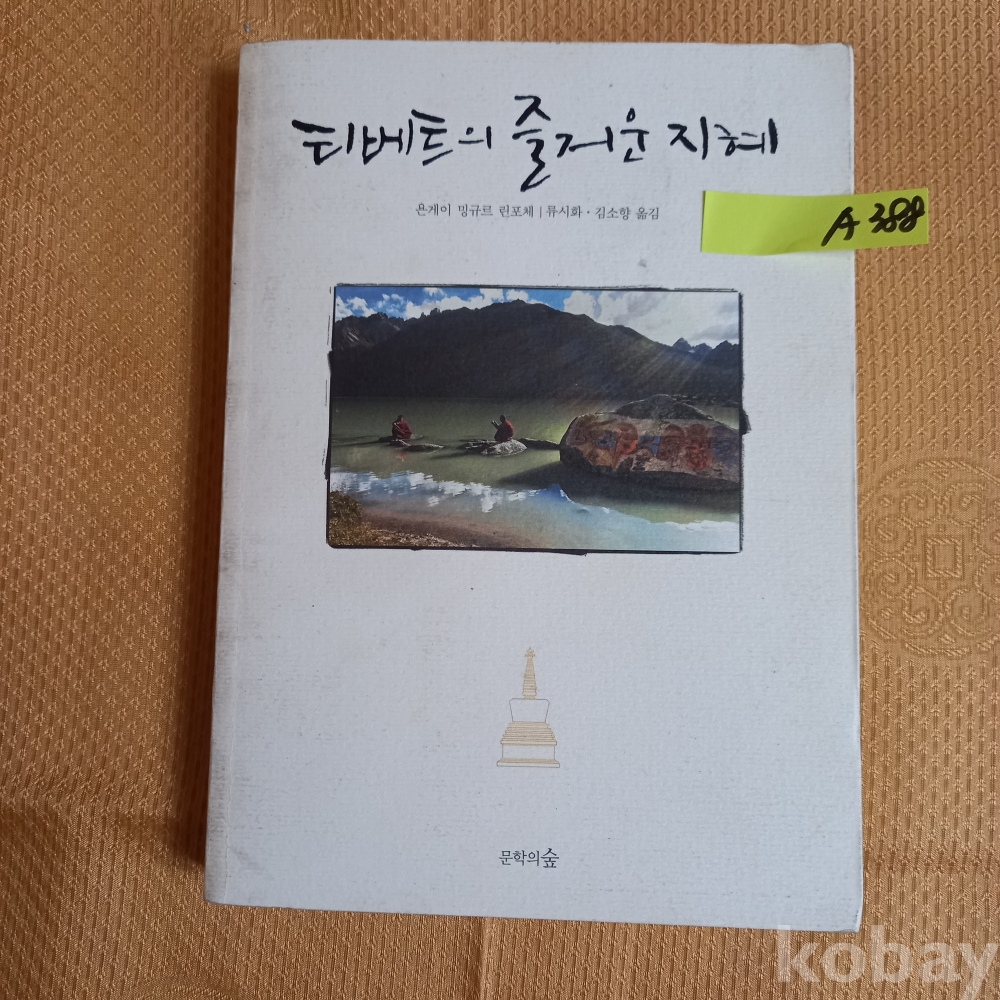 티베트의 즐거운 지혜
욘게이 밍규르 린포체 | 류시화 · 김소향 옮김
A 388
문학의숲
kobay